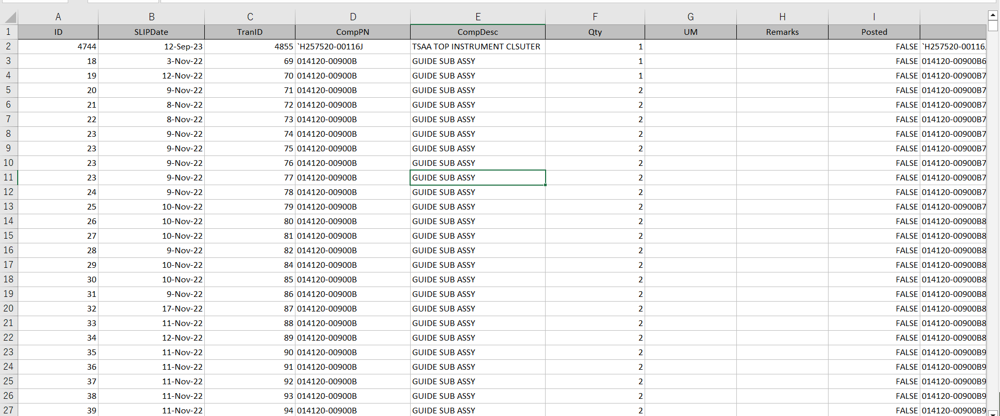 A B C D E F G H I
1 ID SLIPDate TranID CompPN CompDesc Qty UM Remarks Posted
2 4744 12-Sep-23 4855 `H257520-00116J TSAA TOP INSTRUMENT CLSUTER 1 FALSE `H257520-00116J
3 18 3-Nov-22 69 014120-00900B GUIDE SUB ASSY 1 FALSE 014120-00900B6
4 19 12-Nov-22 70 014120-00900B GUIDE SUB ASSY 1 FALSE 014120-00900B7
5 20 9-Nov-22 71 014120-00900B GUIDE SUB ASSY 2 FALSE 014120-00900B7
6 21 8-Nov-22 72 014120-00900B GUIDE SUB ASSY 2 FALSE 014120-00900B7
7 22 8-Nov-22 73 014120-00900B GUIDE SUB ASSY 2 FALSE 014120-00900B7
8 23 9-Nov-22 74 014120-00900B GUIDE SUB ASSY 2 FALSE 014120-00900B7
9 23 9-Nov-22 75 014120-00900B GUIDE SUB ASSY 2 FALSE 014120-00900B7
10 23 9-Nov-22 76 014120-00900B GUIDE SUB ASSY 2 FALSE 014120-00900B7
11 23 9-Nov-22 77 014120-00900B GUIDE SUB ASSY 2 FALSE 014120-00900B7
12 24 9-Nov-22 78 014120-00900B GUIDE SUB ASSY 2 FALSE 014120-00900B7
13 25 10-Nov-22 79 014120-00900B GUIDE SUB ASSY 2 FALSE 014120-00900B7
14 26 10-Nov-22 80 014120-00900B GUIDE SUB ASSY 2 FALSE 014120-00900B8
15 27 10-Nov-22 81 014120-00900B GUIDE SUB ASSY 2 FALSE 014120-00900B8
16 28 9-Nov-22 82 014120-00900B GUIDE SUB ASSY 2 FALSE 014120-00900B8
17 29 10-Nov-22 84 014120-00900B GUIDE SUB ASSY 2 FALSE 014120-00900B8
18 30 10-Nov-22 85 014120-00900B GUIDE SUB ASSY 2 FALSE 014120-00900B8
19 31 9-Nov-22 86 014120-00900B GUIDE SUB ASSY 2 FALSE 014120-00900B8
20 32 17-Nov-22 87 014120-00900B GUIDE SUB ASSY 2 FALSE 014120-00900B8
21 33 11-Nov-22 88 014120-00900B GUIDE SUB ASSY 2 FALSE 014120-00900B8
22 34 12-Nov-22 89 014120-00900B GUIDE SUB ASSY 2 FALSE 014120-00900B8
23 35 11-Nov-22 90 014120-00900B GUIDE SUB ASSY 2 FALSE 014120-00900B9
24 36 11-Nov-22 91 014120-00900B GUIDE SUB ASSY 2 FALSE 014120-00900B9
25 37 11-Nov-22 92 014120-00900B GUIDE SUB ASSY 2 FALSE 014120-00900B9
26 38 11-Nov-22 93 014120-00900B GUIDE SUB ASSY 2 FALSE 014120-00900B9
27 39 11-Nov-22 94 014120-00900B GUIDE SUB ASSY 2 FALSE 014120-00900B9